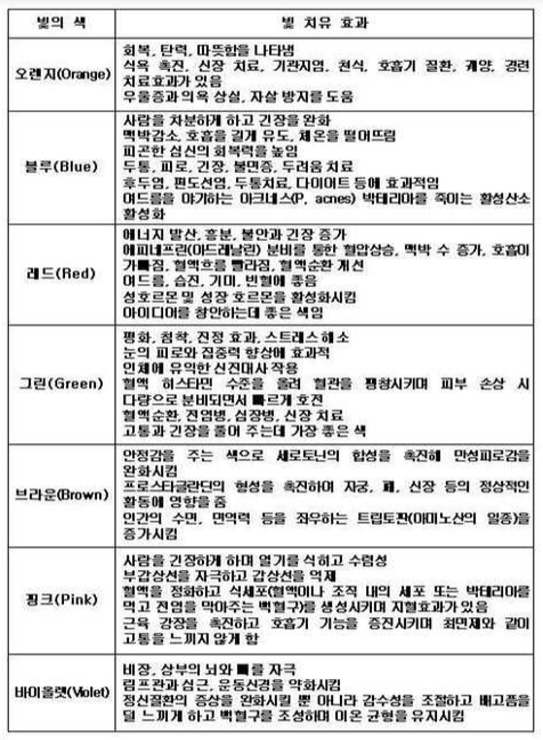 빛의 색
빛 치유 효과
오렌지(Orange)
회복, 탄력, 따뜻함을 나타냄
식욕 촉진, 신장 치료, 기관지염, 천식, 호흡기 질환, 궤양, 경련
치료효과가 있음
우울증과 의욕 상실, 자살 방지를 도움
블루(Blue)
사람을 차분하게 하고 긴장을 완화
맥박감소, 호흡을 길게 유도, 체온을 떨어뜨림
피곤한 심신의 회복력을 높임
두통, 피로, 긴장, 불면증, 두려움 치료
후두염, 편도선염, 두통치료, 다이어트 등에 효과적임
여드름을 야기하는 아크네스(P. acnes) 박테리아를 죽이는 활성산소
활성화
레드(Red)
에너지 발산, 흥분, 불안과 긴장 증가
에피네프린(아드레날린) 분비를 통한 혈압상승, 맥박 수 증가, 호흡이
가빠짐, 혈액흐름 빨라짐, 혈액순환 개선
여드름, 습진, 기미, 빈혈에 좋음
성호르몬 및 성장 호르몬을 활성화시킴
아이디어를 창안하는데 좋은 색임
그린(Green)
평화, 침착, 진정 효과, 스트레스 해소
눈의 피로와 집중력 향상에 효과적
인체에 유익한 신진대사 작용
혈액 히스타민 수준을 올려 혈관을 팽창시키며 피부 손상 시
다량으로 분비되면서 빠르게 호전
혈액순환, 전염병, 심장병, 신장 치료
고통과 긴장을 풀어 주는데 가장 좋은 색
브라운(Brown)
안정감을 주는 색으로 세로토닌의 합성을 촉진해 만성피로감을
완화시킴
프로스타글란딘의 형성을 촉진하여 자궁, 폐, 신장 등의 정상적인
활동에 영향을 줌
인간의 수면, 면역력 등을 좌우하는 트립토판(아미노산의 일종)을
증가시킴
핑크(Pink)
사람을 긴장하게 하며 열기를 식히고 수렴성
부갑상선을 자극하고 갑상선을 억제
혈액을 정화하고 식세포(혈액이나 조직 내의 세포 또는 박테리아를
먹고 전염을 막아주는 백혈구)를 생성시키며 지혈효과가 있음
근육 강장을 촉진하고 호흡기 기능을 증진시키며 최면제와 같이
고통을 느끼지 않게 함
바이올렛(Violet)
비장, 상부의 뇌와 뼈를 자극
림프관과 심근, 운동신경을 약화시킴
정신질환의 증상을 완화시킬 뿐 아니라 감수성을 조절하고 배고픔을
덜 느끼게 하고 백혈구를 조성하며 이온 균형을 유지시킴